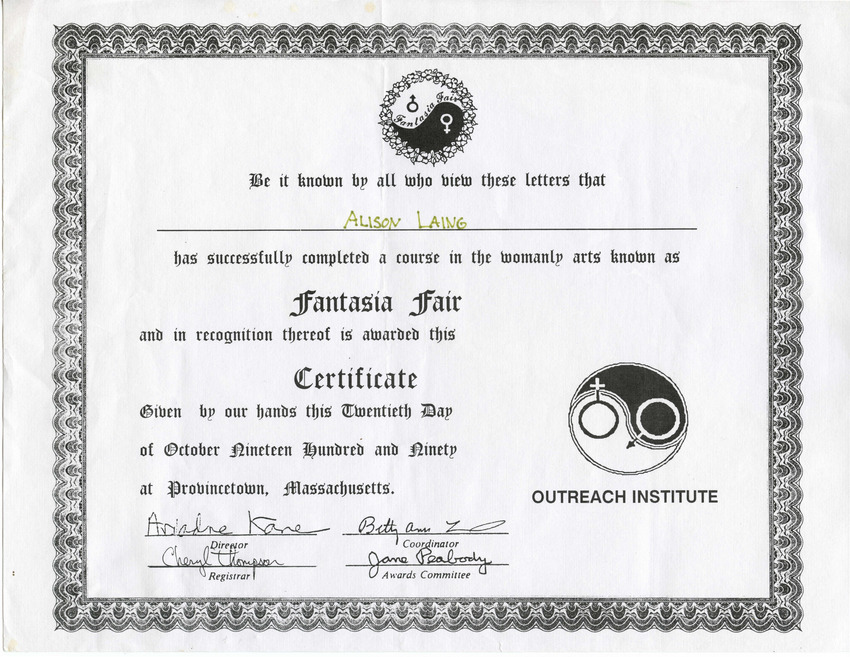 Fantasia Fair
Be it known by all who view these letters that
ALISON LAING
has successfully completed a course in the womanly arts known as
Fantasia Fair
and in recognition thereof is awarded this
Certificate
Given by our hands this Twentieth Day
of October Nineteen Hundred and Ninety
at Provincetown, Massachusetts.
OUTREACH INSTITUTE
Ariadne Kane Betty Ann
Director Coordinator
Cheryl Thompson Jane Peabody
Registrar Awards Committee